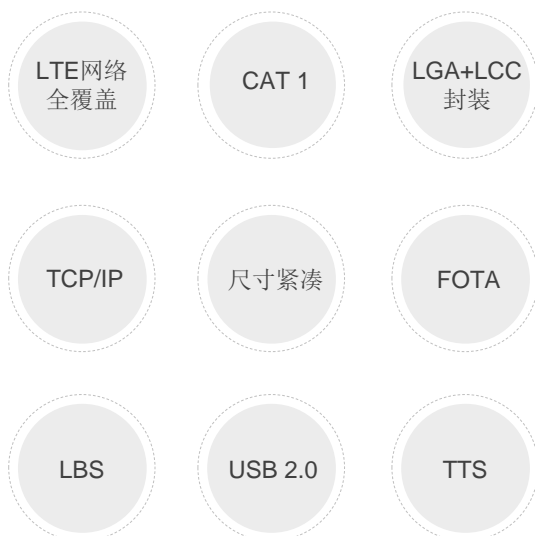 LTE网络
全覆盖
CAT 1
LGA+LCC
封装
TCP/IP
尺寸紧凑
FOTA
LBS
USB 2.0
TTS